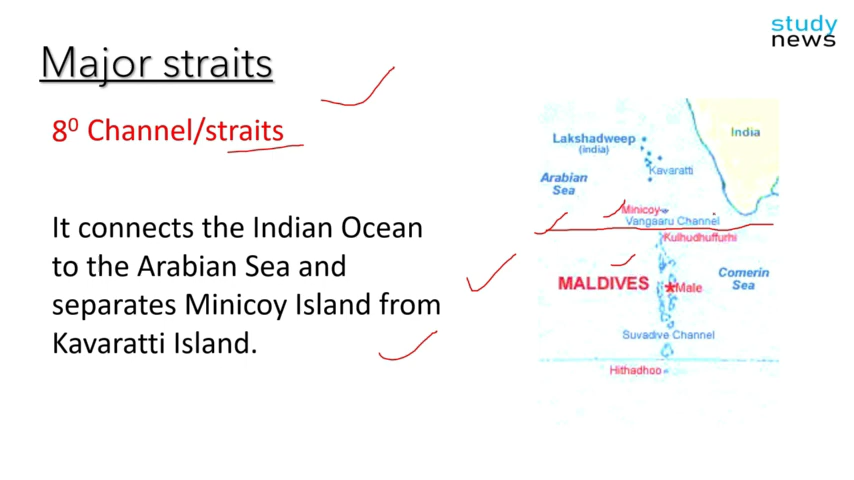 study
news
Major straits
8⁰ Channel/straits
It connects the Indian Ocean
to the Arabian Sea and
separates Minicoy Island from
Kavaratti Island.
India
Lakshadweep
(india)
Kavaratti
Arabian
Sea
Minicoy
Vangaaru Channel
Kulhudhuffurhi
MALDIVES
Male
Comerin
Sea
Suvadive Channel
Hithadhoo